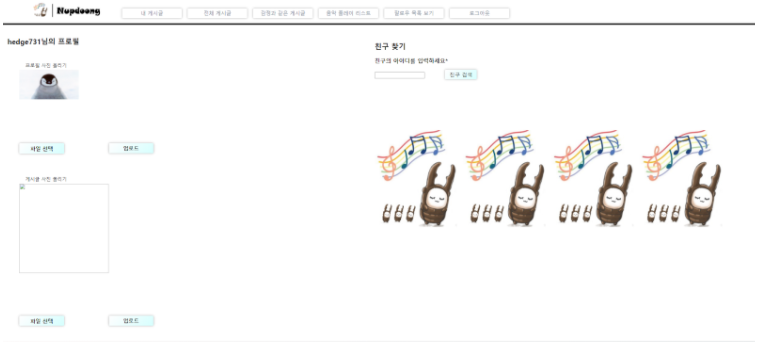 Nupdoong
내 게시글
전체 게시글
감정과 같은 게시글
음악 플레이 리스트
팔로우 목록 보기
로그아웃
hedge731님의 프로필
프로필 사진 올리기
파일 선택
업로드
게시글 사진 올리기
파일 선택
업로드
친구 찾기
친구의 아이디를 입력하세요*
친구 검색